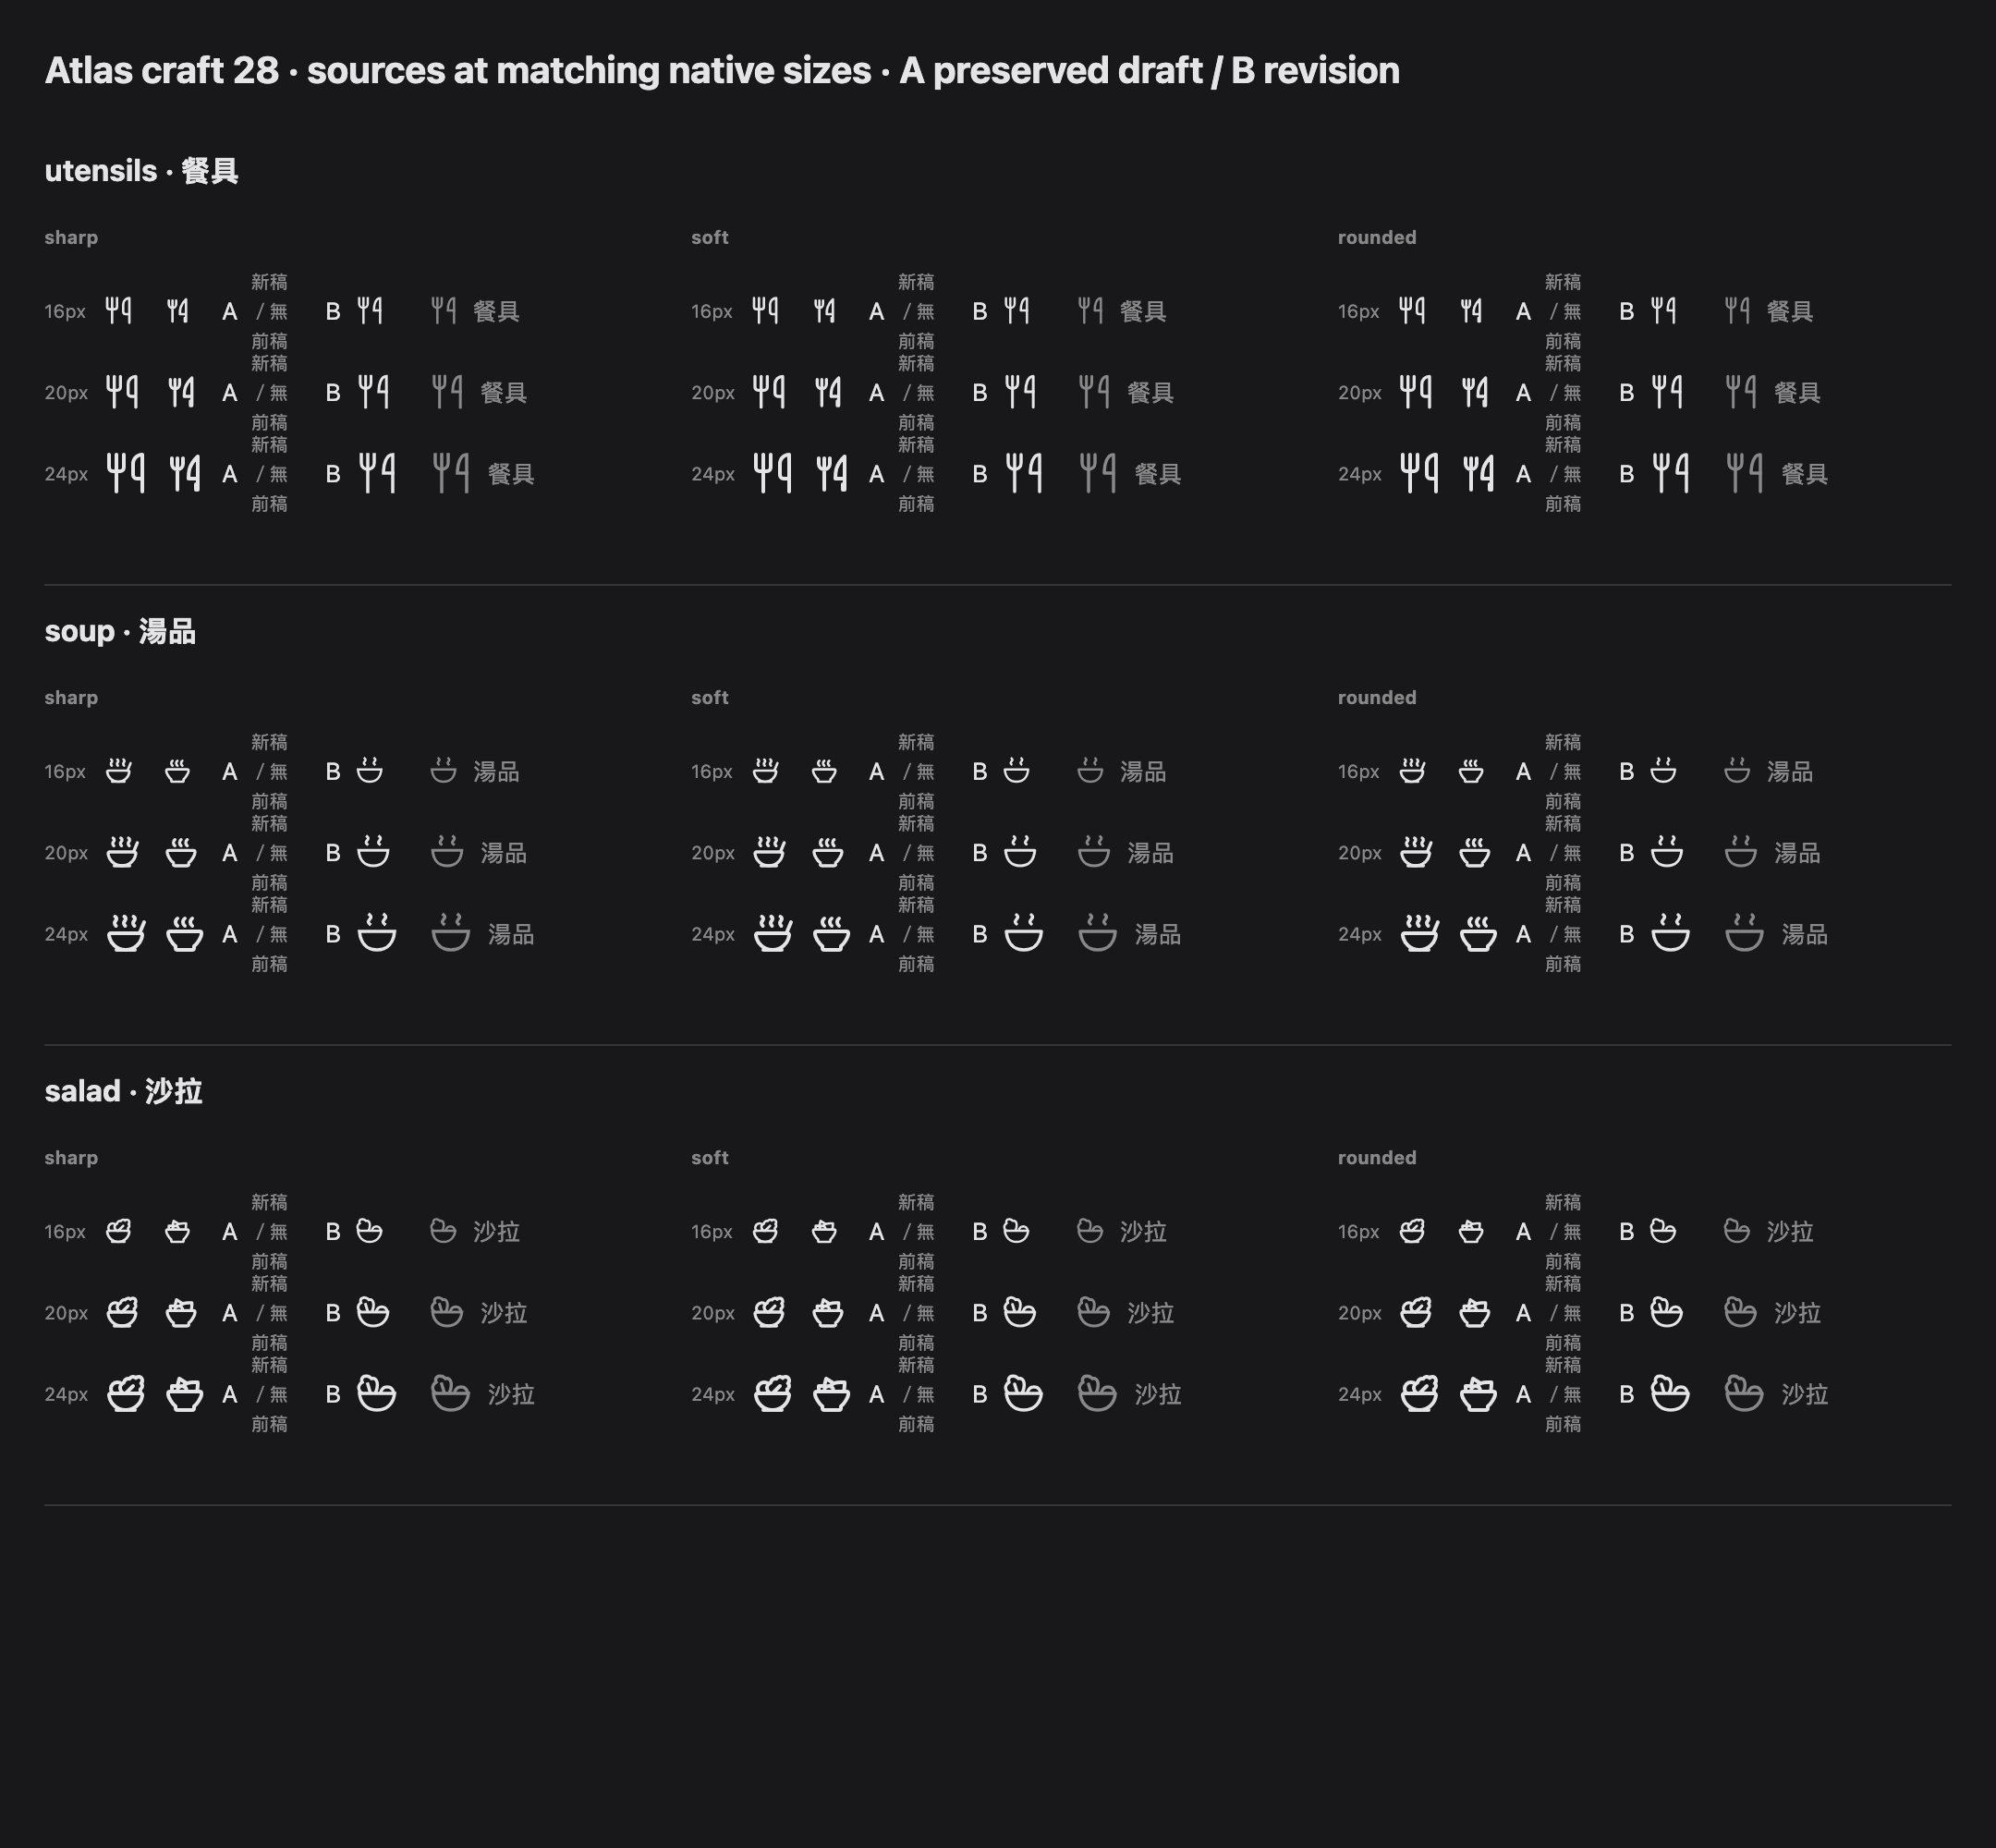 Atlas craft 28 · sources at matching native sizes · A preserved draft / B revision
utensils · 餐具
sharp
16px A 新稿 / 無前稿 B 餐具
20px A 新稿 / 無前稿 B 餐具
24px A 新稿 / 無前稿 B 餐具
soft
16px A 新稿 / 無前稿 B 餐具
20px A 新稿 / 無前稿 B 餐具
24px A 新稿 / 無前稿 B 餐具
rounded
16px A 新稿 / 無前稿 B 餐具
20px A 新稿 / 無前稿 B 餐具
24px A 新稿 / 無前稿 B 餐具
soup · 湯品
sharp
16px A 新稿 / 無前稿 B 湯品
20px A 新稿 / 無前稿 B 湯品
24px A 新稿 / 無前稿 B 湯品
soft
16px A 新稿 / 無前稿 B 湯品
20px A 新稿 / 無前稿 B 湯品
24px A 新稿 / 無前稿 B 湯品
rounded
16px A 新稿 / 無前稿 B 湯品
20px A 新稿 / 無前稿 B 湯品
24px A 新稿 / 無前稿 B 湯品
salad · 沙拉
sharp
16px A 新稿 / 無前稿 B 沙拉
20px A 新稿 / 無前稿 B 沙拉
24px A 新稿 / 無前稿 B 沙拉
soft
16px A 新稿 / 無前稿 B 沙拉
20px A 新稿 / 無前稿 B 沙拉
24px A 新稿 / 無前稿 B 沙拉
rounded
16px A 新稿 / 無前稿 B 沙拉
20px A 新稿 / 無前稿 B 沙拉
24px A 新稿 / 無前稿 B 沙拉